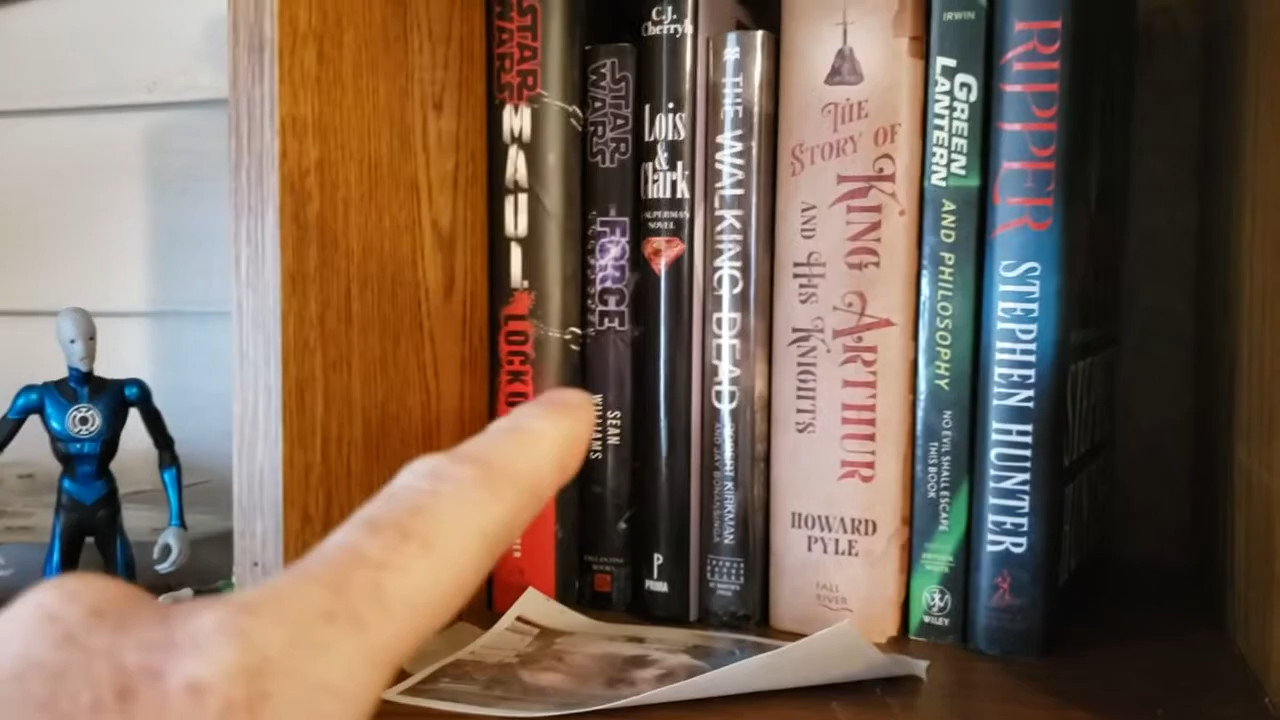 STAR
WARS
MAUL
STAR
WARS
FORCE
SEAN
WILLIAMS
BALLANTINE
BOOKS
C.J.
Cherryh
Lois
&
Clark
A SUPERMAN
NOVEL
P
PRIMA
THE WALKING DEAD
ROBERT KIRKMAN
AND JAY BONANSINGA
THE
STORY OF
KING ARTHUR
AND HIS KNIGHTS
HOWARD
PYLE
FALL
RIVER
IRWIN
GREEN
LANTERN
AND PHILOSOPHY
NO EVIL SHALL ESCAPE
THIS BOOK
WILEY
RIPPER
STEPHEN HUNTER